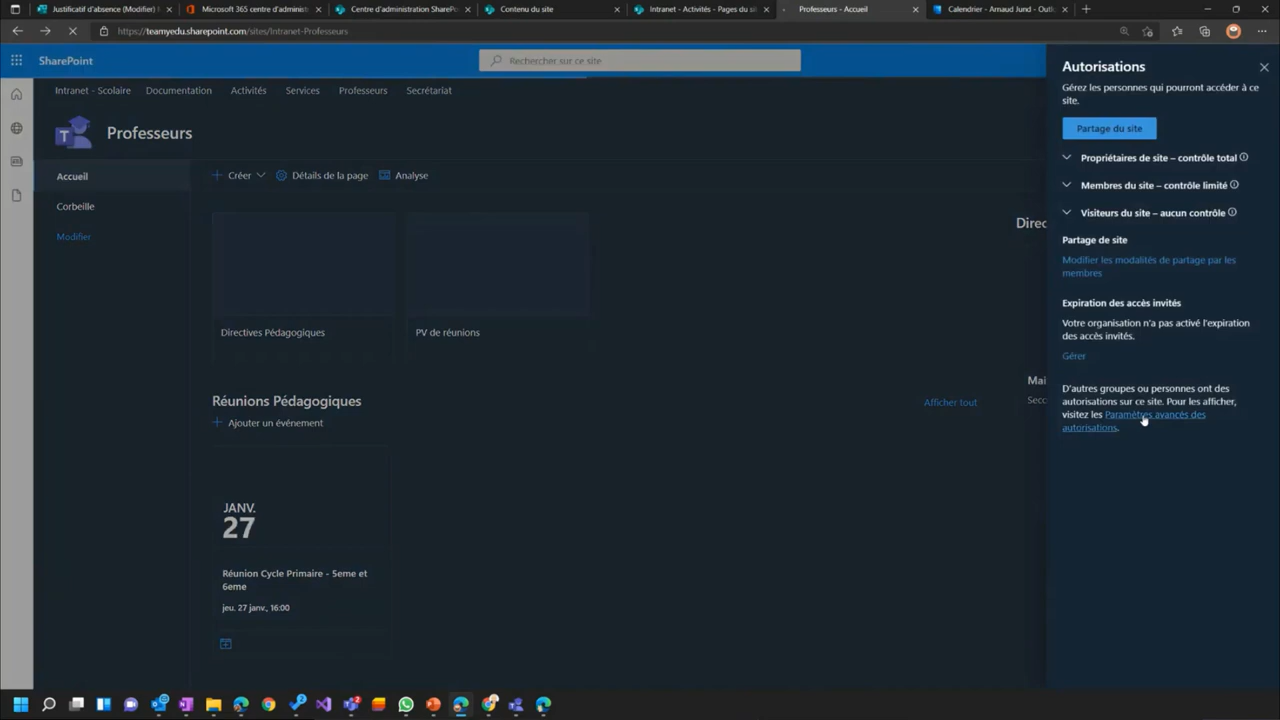 Justificatif d'absence (Modifier)
Microsoft 365 centre d'administr
Centre d'administration SharePo
Contenu du site
Intranet - Activités - Pages du si
Professeurs - Accueil
Calendrier - Arnaud Jund - Outlo
https://teamyedu.sharepoint.com/sites/Intranet-Professeurs
SharePoint
Rechercher sur ce site
Intranet - Scolaire
Documentation
Activités
Services
Professeurs
Secrétariat
Professeurs
Accueil
Corbeille
Modifier
Créer
Détails de la page
Analyse
Directives Pédagogiques
PV de réunions
Direc
Mai
Secc
Réunions Pédagogiques
Afficher tout
Ajouter un événement
JANV.
27
Réunion Cycle Primaire - 5eme et
6eme
jeu. 27 janv., 16:00
Autorisations
Gérez les personnes qui pourront accéder à ce
site.
Partage du site
Propriétaires de site – contrôle total
Membres du site – contrôle limité
Visiteurs du site – aucun contrôle
Partage de site
Modifier les modalités de partage par les
membres
Expiration des accès invités
Votre organisation n'a pas activé l'expiration
des accès invités.
Gérer
D'autres groupes ou personnes ont des
autorisations sur ce site. Pour les afficher,
visitez les Paramètres avancés des
autorisations.